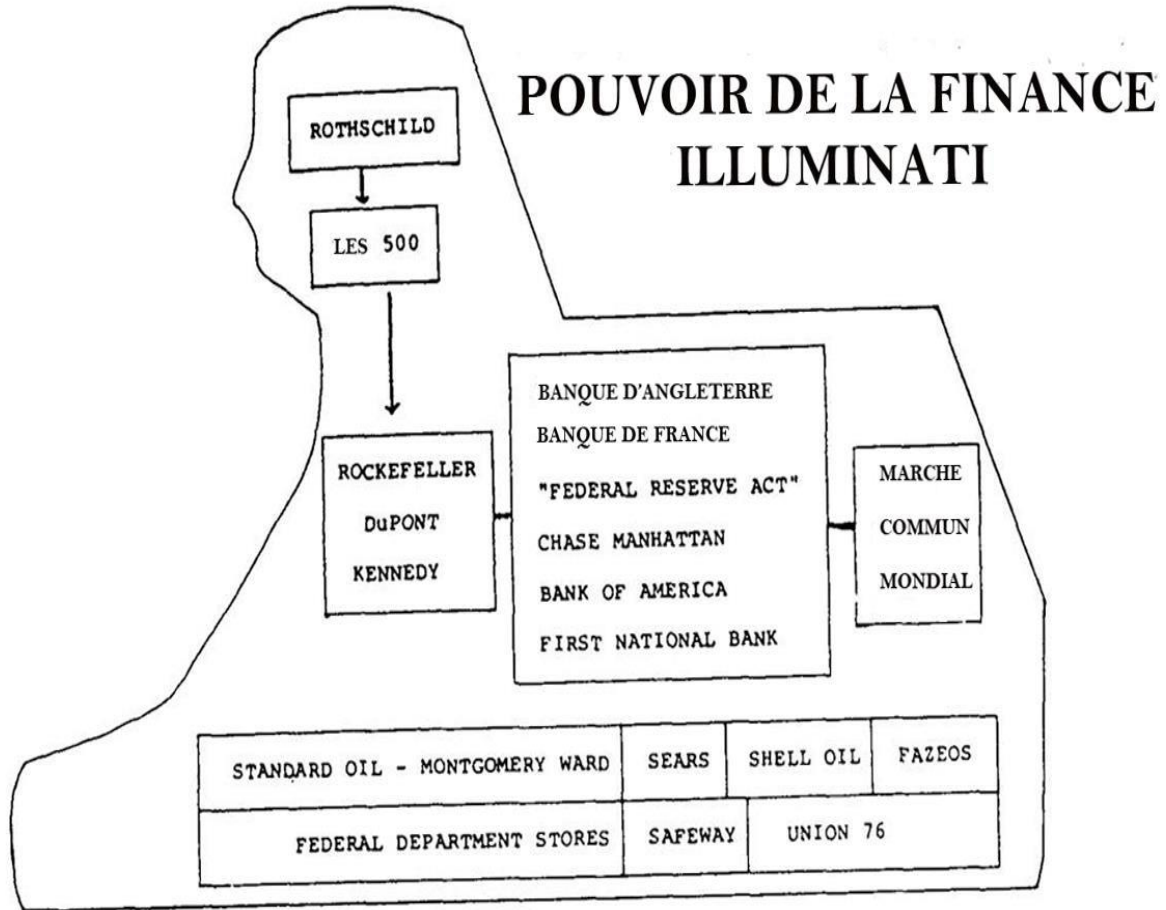 POUVOIR DE LA FINANCE
ILLUMINATI
ROTHSCHILD
LES 500
ROCKEFELLER
DuPONT
KENNEDY
BANQUE D'ANGLETERRE
BANQUE DE FRANCE
"FEDERAL RESERVE ACT"
CHASE MANHATTAN
BANK OF AMERICA
FIRST NATIONAL BANK
MARCHE
COMMUN
MONDIAL
STANDARD OIL - MONTGOMERY WARD
SEARS
SHELL OIL
FAZEOS
FEDERAL DEPARTMENT STORES
SAFEWAY
UNION 76